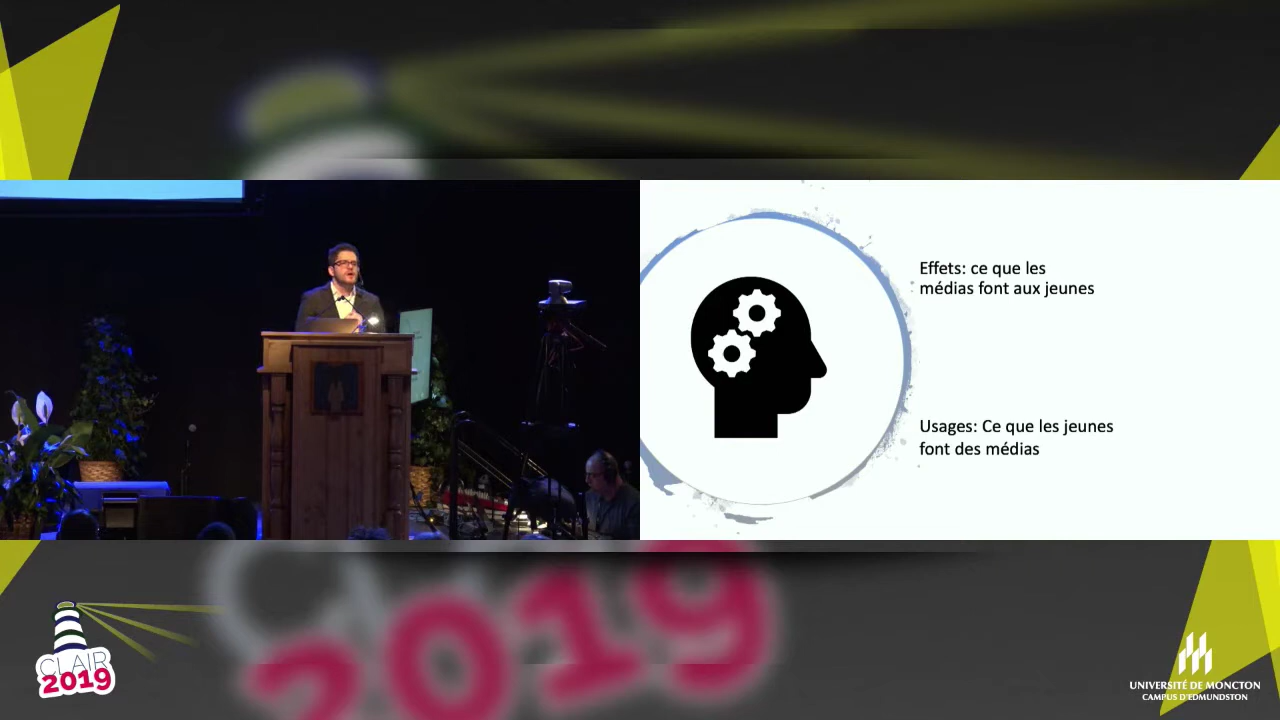 Effets: ce que les
médias font aux jeunes
Usages: Ce que les jeunes
font des médias
2019
CLAIR
2019
UNIVERSITÉ DE MONCTON
CAMPUS D'EDMUNDSTON